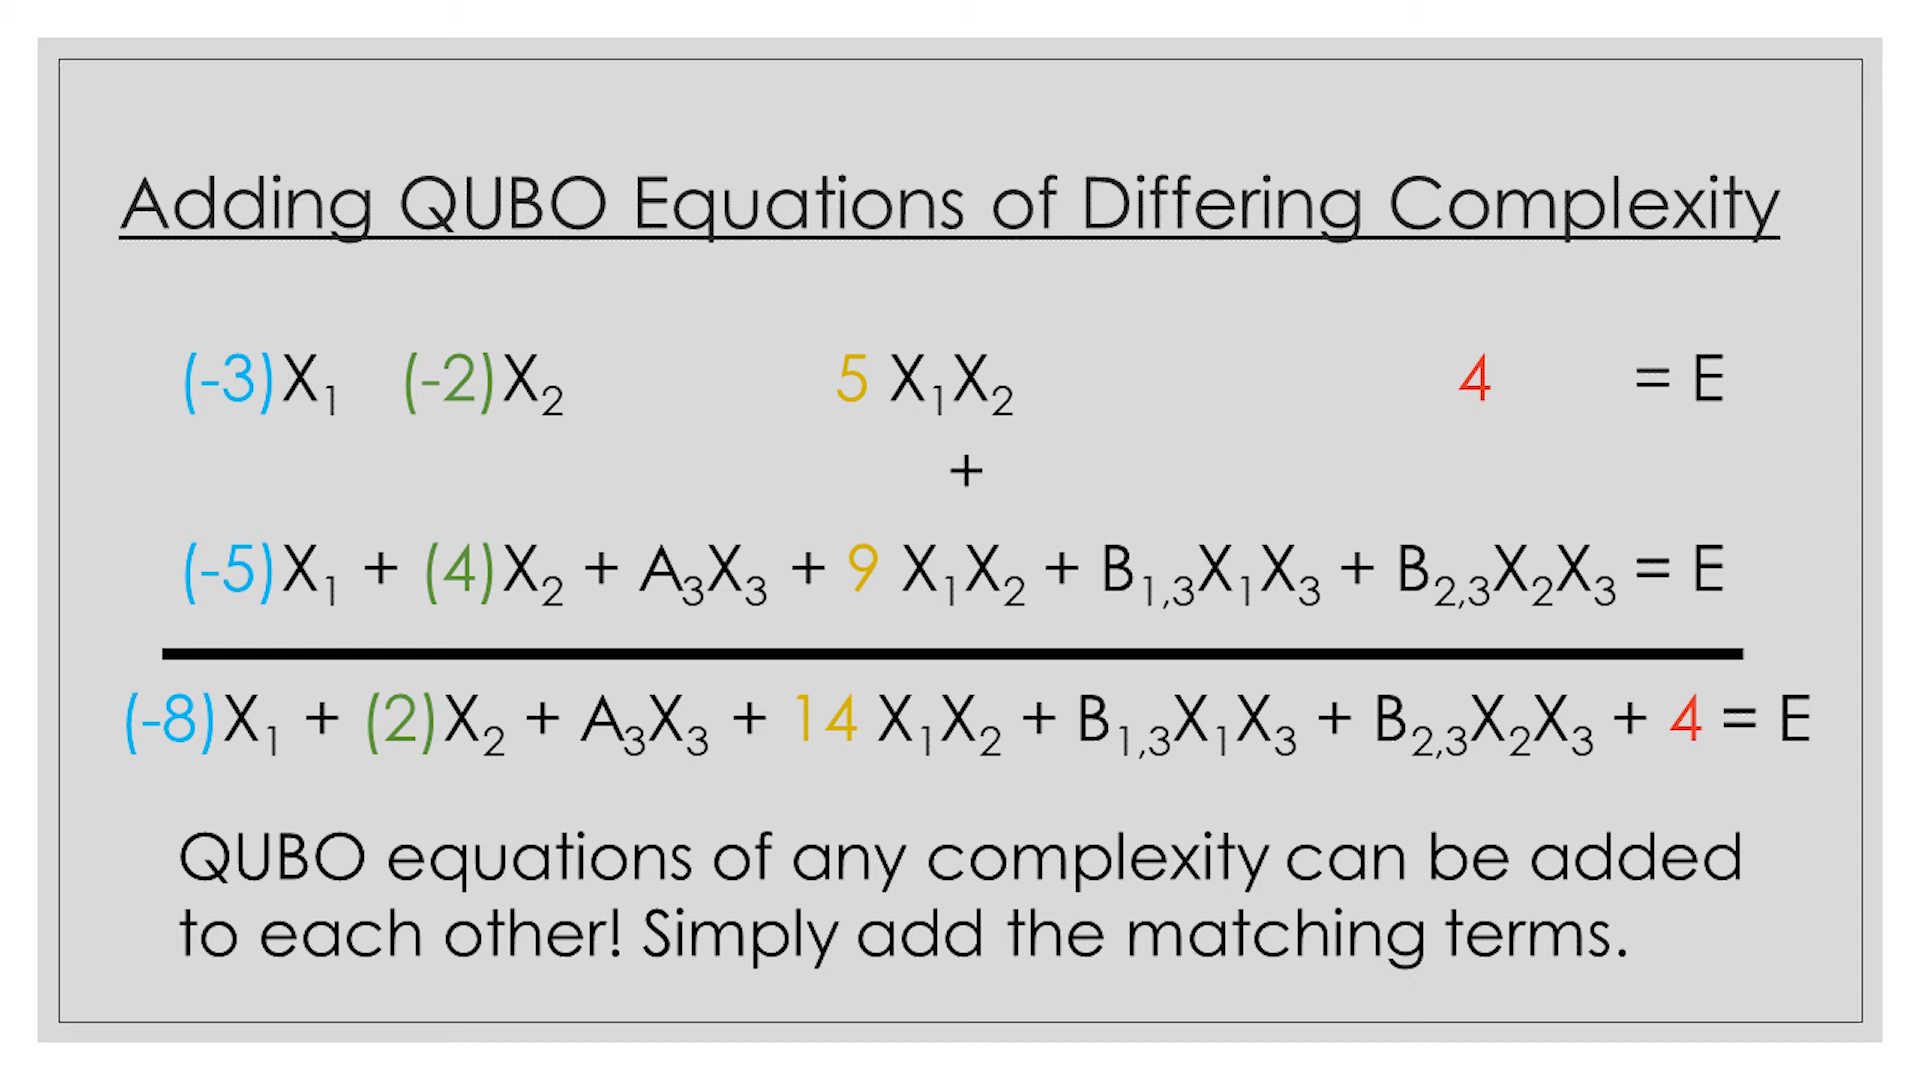 Adding QUBO Equations of Differing Complexity
(-3)X₁ (-2)X₂ 5 X₁X₂ 4 = E
+
(-5)X₁ + (4)X₂ + A₃X₃ + 9 X₁X₂ + B₁,₃X₁X₃ + B₂,₃X₂X₃ = E
(-8)X₁ + (2)X₂ + A₃X₃ + 14 X₁X₂ + B₁,₃X₁X₃ + B₂,₃X₂X₃ + 4 = E
QUBO equations of any complexity can be added
to each other! Simply add the matching terms.